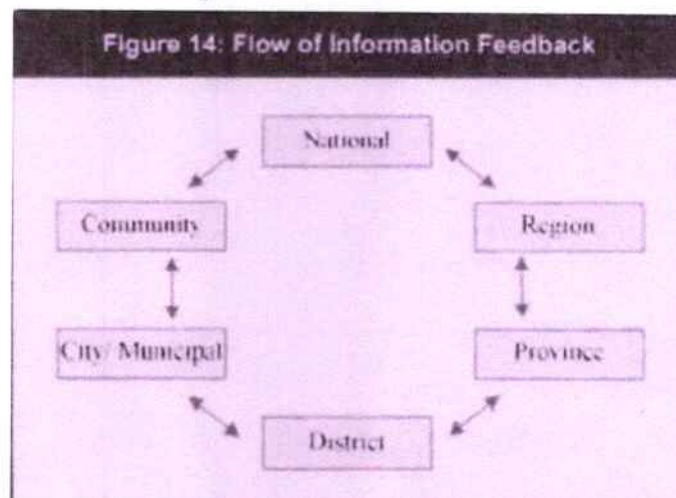 Figure 14: Flow of Information Feedback
National
Community
Region
City/ Municipal
Province
District